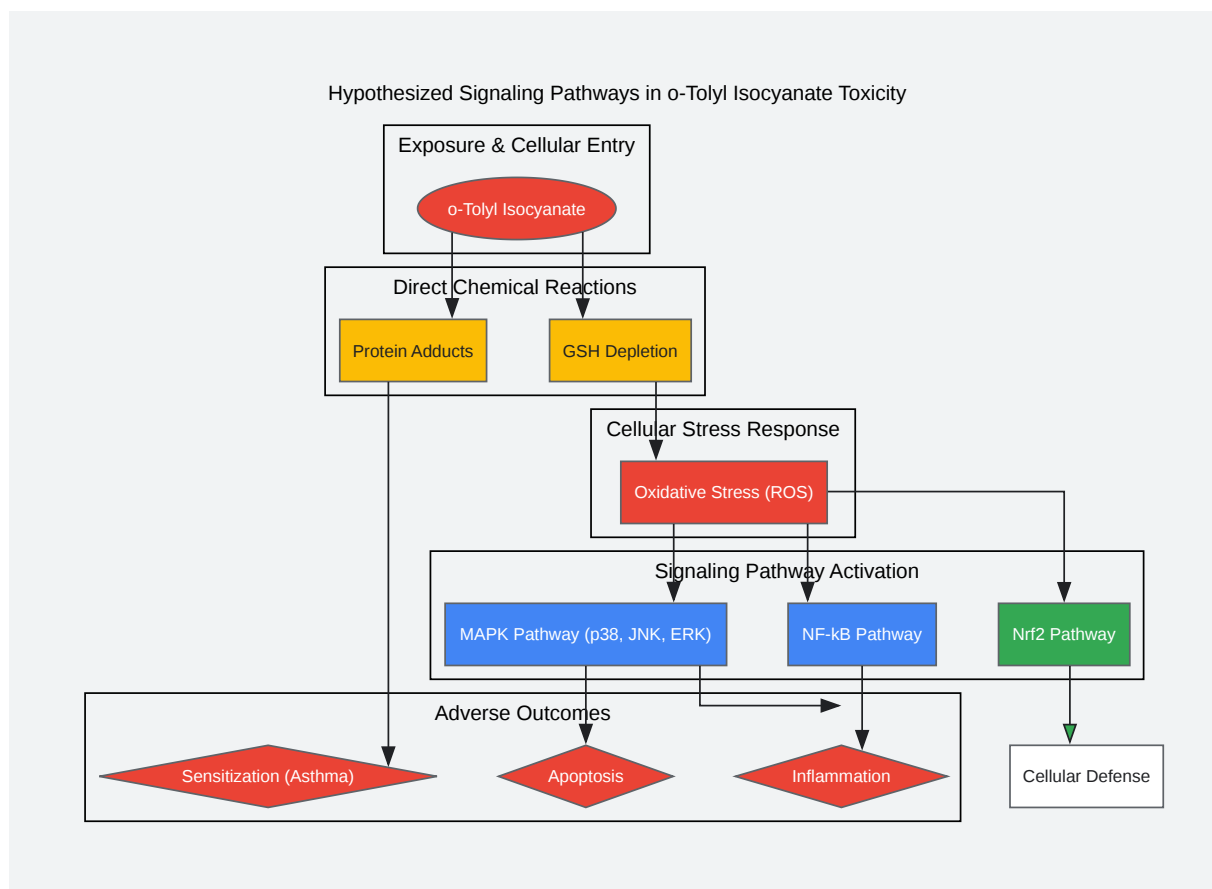 Hypothesized Signaling Pathways in o-Tolyl Isocyanate Toxicity
Exposure & Cellular Entry
o-Tolyl Isocyanate
Direct Chemical Reactions
Protein Adducts
GSH Depletion
Cellular Stress Response
Oxidative Stress (ROS)
Signaling Pathway Activation
MAPK Pathway (p38, JNK, ERK)
NF-kB Pathway
Nrf2 Pathway
Adverse Outcomes
Sensitization (Asthma)
Apoptosis
Inflammation
Cellular Defense